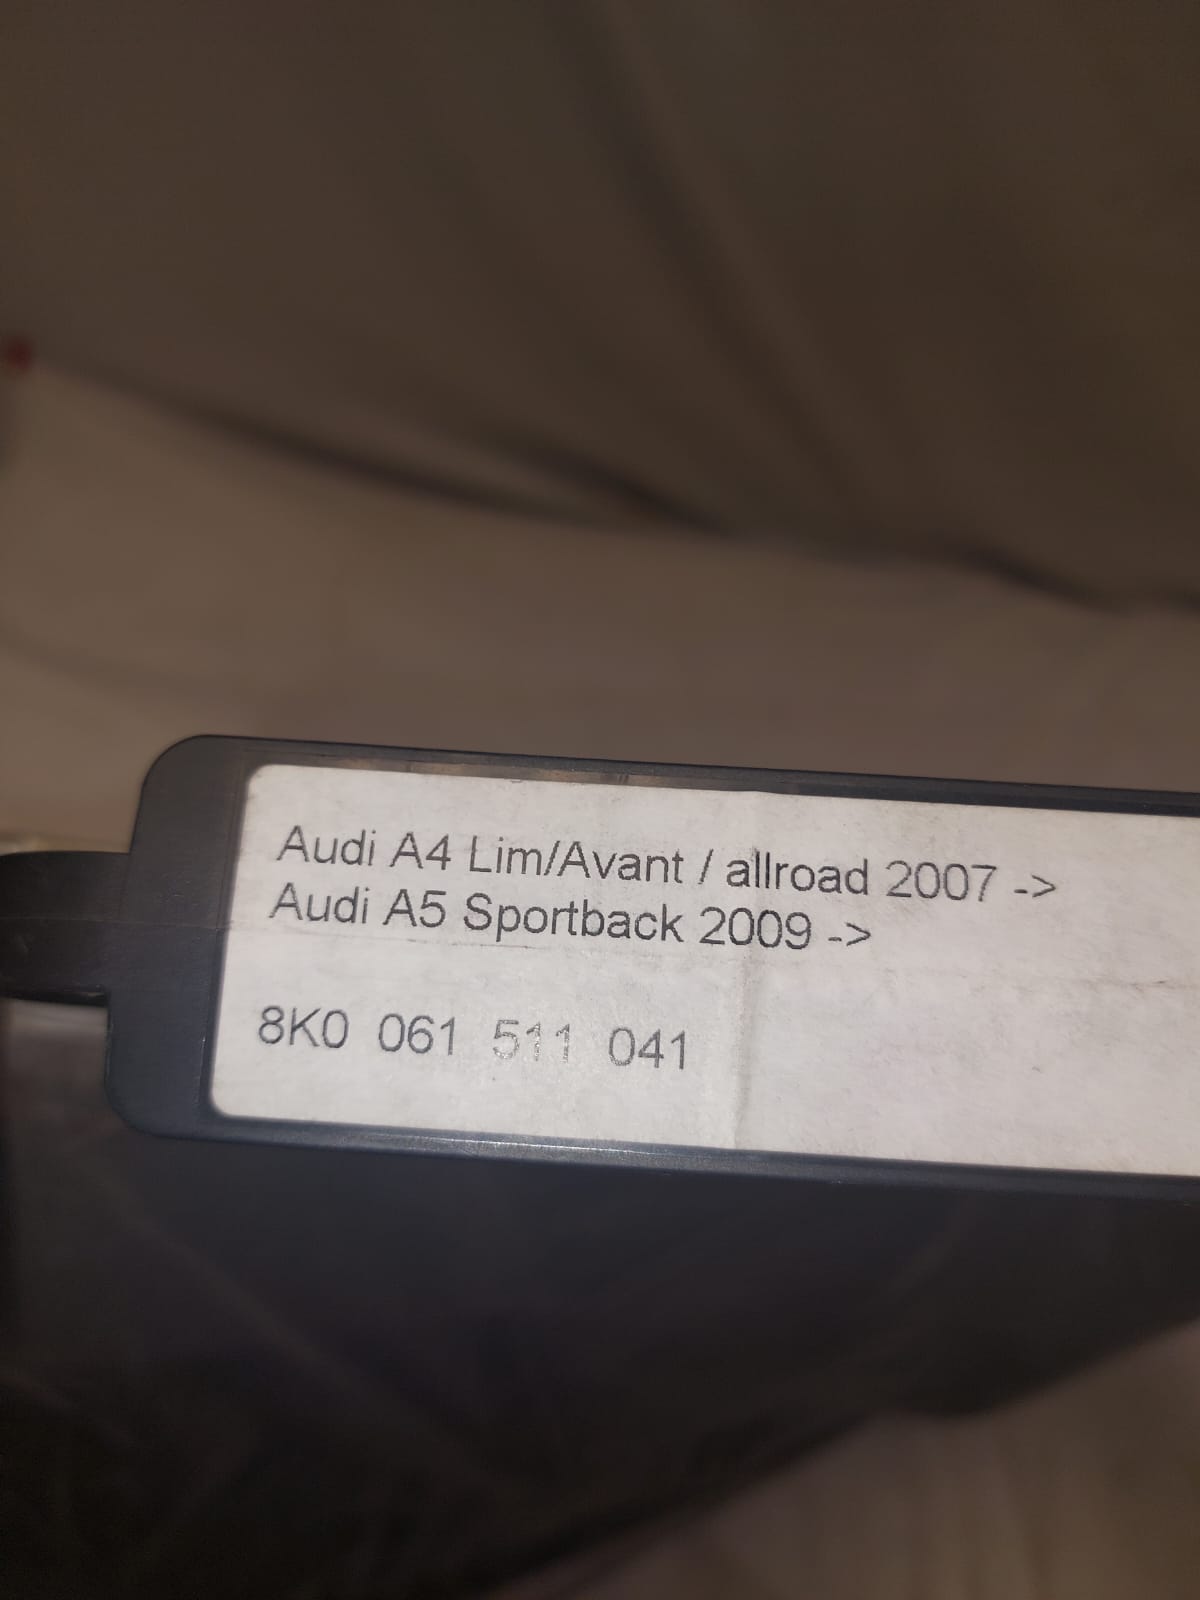 Audi A4 Lim/Avant / allroad 2007 ->
Audi A5 Sportback 2009 ->
8K0 061 511 041